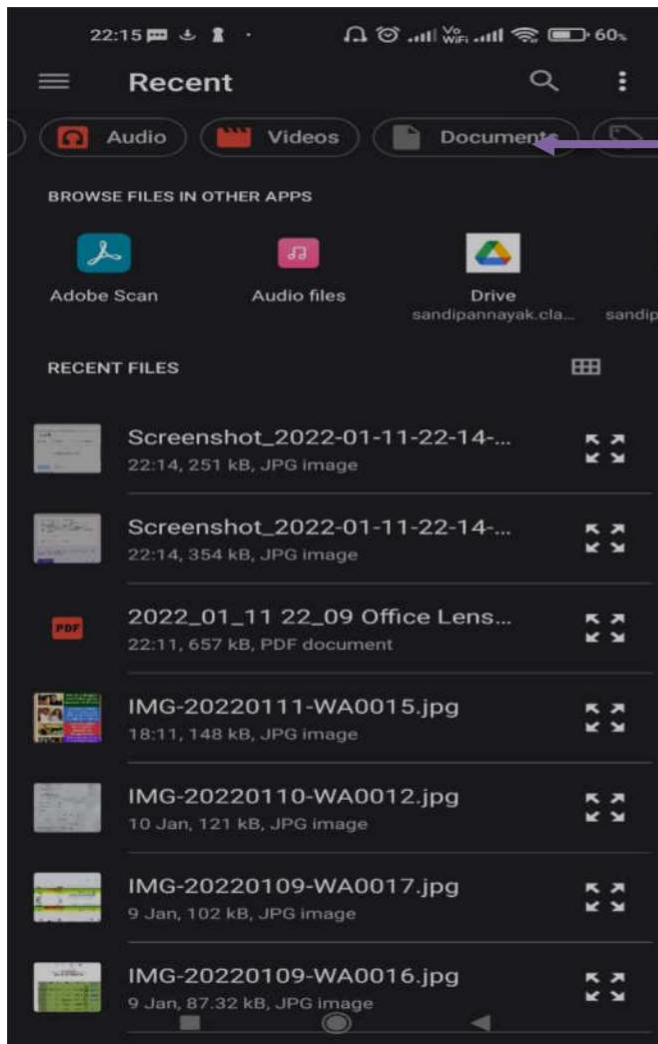 22:15 Vo WiFi 60%
Recent
Audio Videos Documents
BROWSE FILES IN OTHER APPS
Adobe Scan Audio files Drive
sandipannayak.cla... sandip
RECENT FILES
Screenshot_2022-01-11-22-14-...
22:14, 251 kB, JPG image
Screenshot_2022-01-11-22-14-...
22:14, 354 kB, JPG image
PDF
2022_01_11 22_09 Office Lens...
22:11, 657 kB, PDF document
IMG-20220111-WA0015.jpg
18:11, 148 kB, JPG image
IMG-20220110-WA0012.jpg
10 Jan, 121 kB, JPG image
IMG-20220109-WA0017.jpg
9 Jan, 102 kB, JPG image
IMG-20220109-WA0016.jpg
9 Jan, 87.32 kB, JPG image